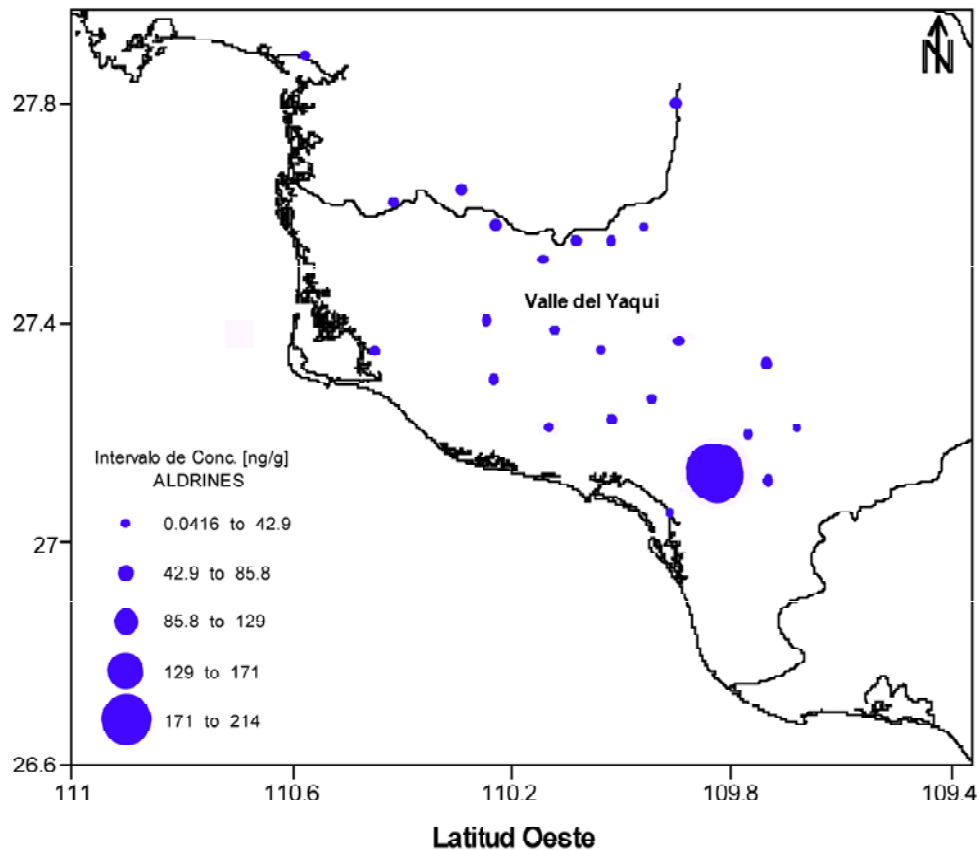 N
27.8
Valle del Yaqui
27.4
Intervalo de Conc. [ng/g]
ALDRINES
0.0416 to 42.9
42.9 to 85.8
27
85.8 to 129
129 to 171
171 to 214
26.6
111 110.6 110.2 109.8 109.4
Latitud Oeste